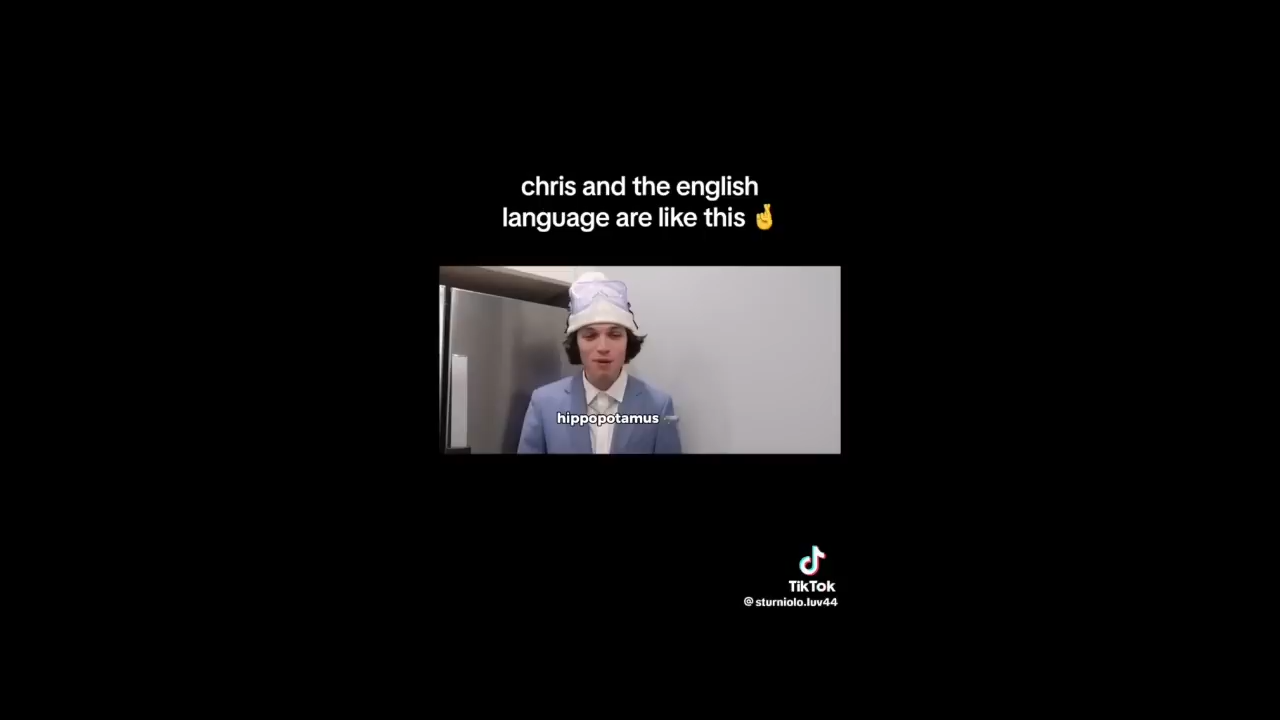 chris and the english
language are like this 🤞
hippopotamus
TikTok
@sturniolo.luv44